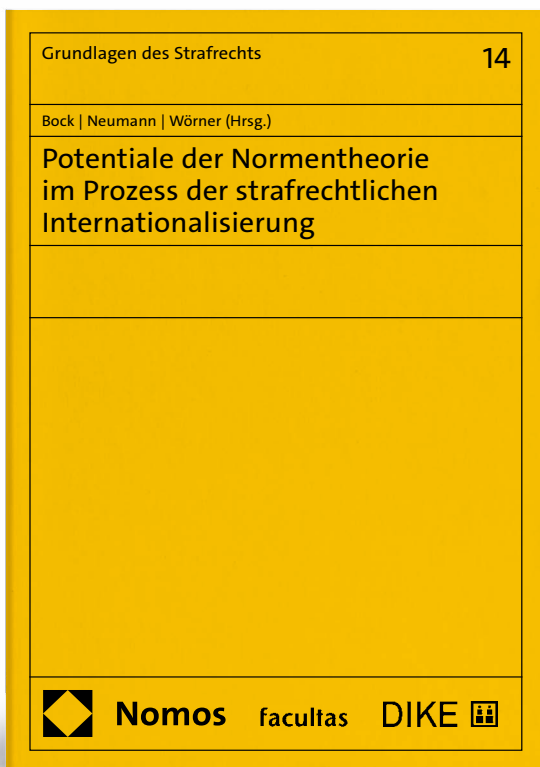 Grundlagen des Strafrechts
14
Bock | Neumann | Wörner (Hrsg.)
Potentiale der Normentheorie
im Prozess der strafrechtlichen
Internationalisierung
Nomos facultas DIKE